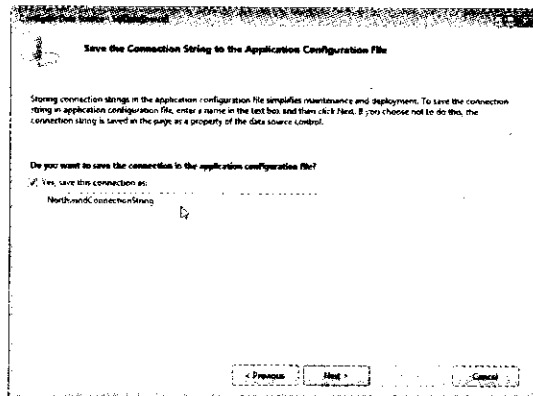 Save the Connection String to the Application Configuration File
Storing connection strings in the application configuration file simplifies maintenance and deployment. To save the connection
string in application configuration file, enter a name in the text box and then click Next. If you choose not to do this, the
connection string is saved in the page as a property of the data source control.
Do you want to save the connection in the application configuration file?
Yes, save this connection as:
NorthwindConnectionString
< Previous
Next >
Cancel